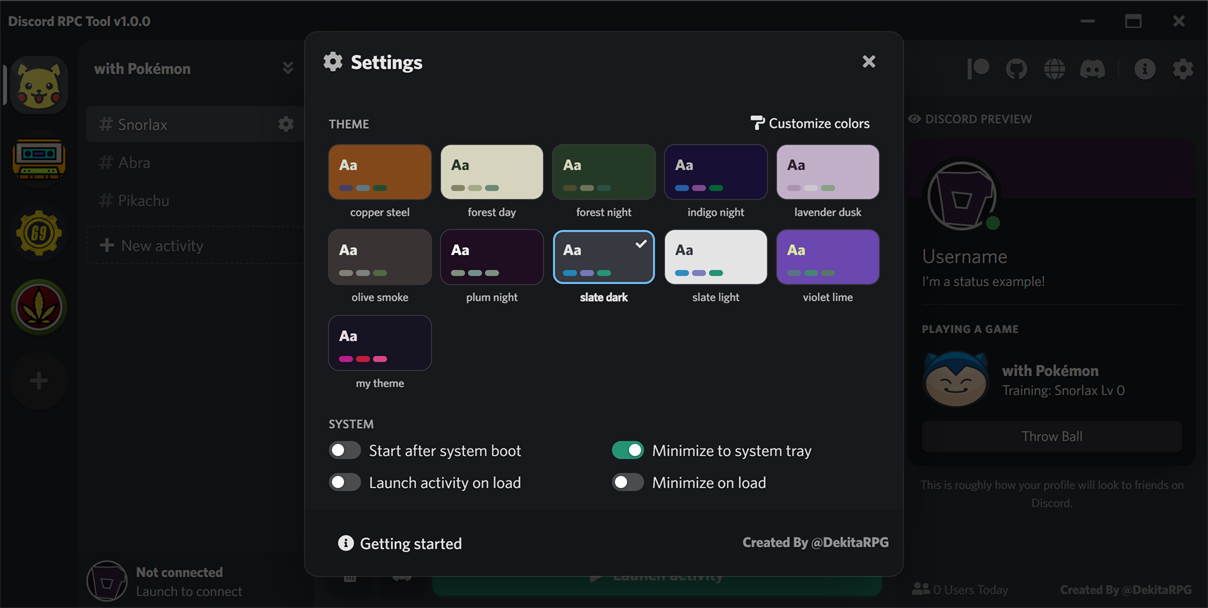 Discord RPC Tool v1.0.0
with Pokémon
# Snorlax
# Abra
# Pikachu
+ New activity
69
Not connected
Launch to connect
Settings
THEME
Customize colors
Aa
Aa
Aa
Aa
Aa
copper steel
forest day
forest night
indigo night
lavender dusk
Aa
Aa
Aa
Aa
Aa
olive smoke
plum night
slate dark
slate light
violet lime
Aa
my theme
SYSTEM
Start after system boot
Minimize to system tray
Launch activity on load
Minimize on load
Getting started
Created By @DekitaRPG
Launch activity
DISCORD PREVIEW
Username
I'm a status example!
PLAYING A GAME
with Pokémon
Training: Snorlax Lv 0
Throw Ball
This is roughly how your profile will look to friends on
Discord.
0 Users Today
Created By @DekitaRPG